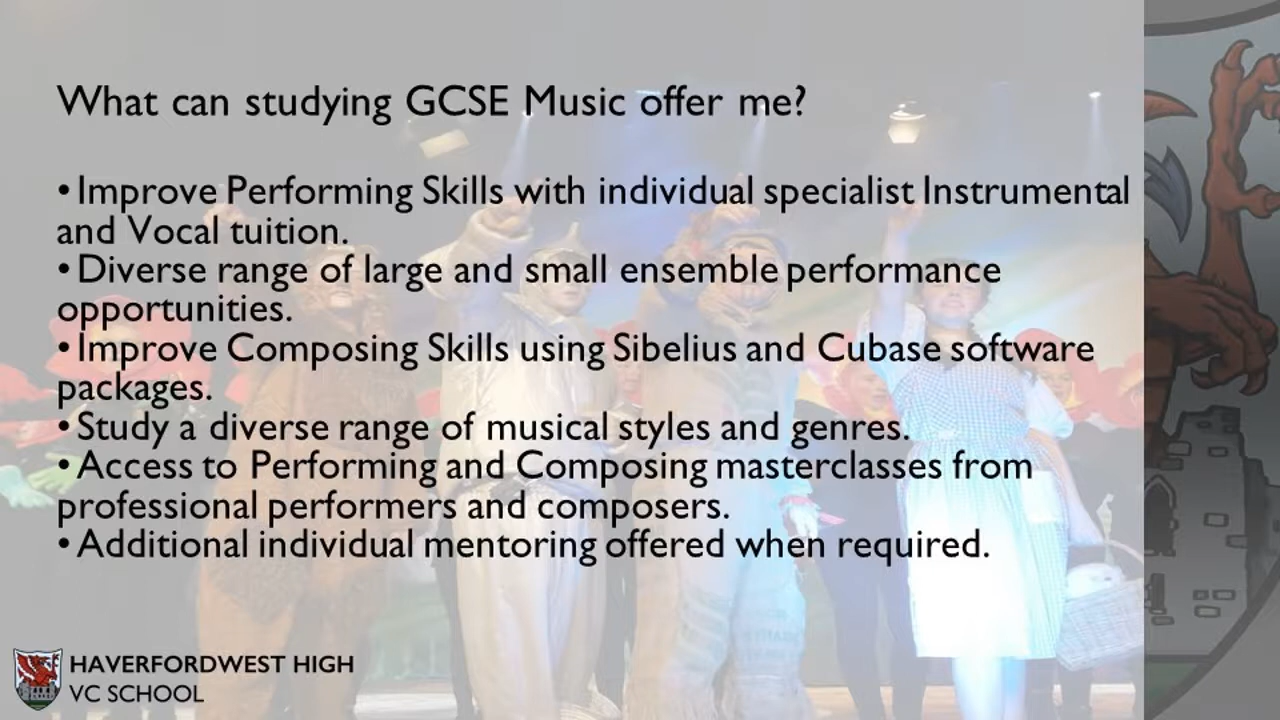 What can studying GCSE Music offer me?
• Improve Performing Skills with individual specialist Instrumental
and Vocal tuition.
• Diverse range of large and small ensemble performance
opportunities.
• Improve Composing Skills using Sibelius and Cubase software
packages.
• Study a diverse range of musical styles and genres.
• Access to Performing and Composing masterclasses from
professional performers and composers.
• Additional individual mentoring offered when required.
HAVERFORDWEST HIGH
VC SCHOOL